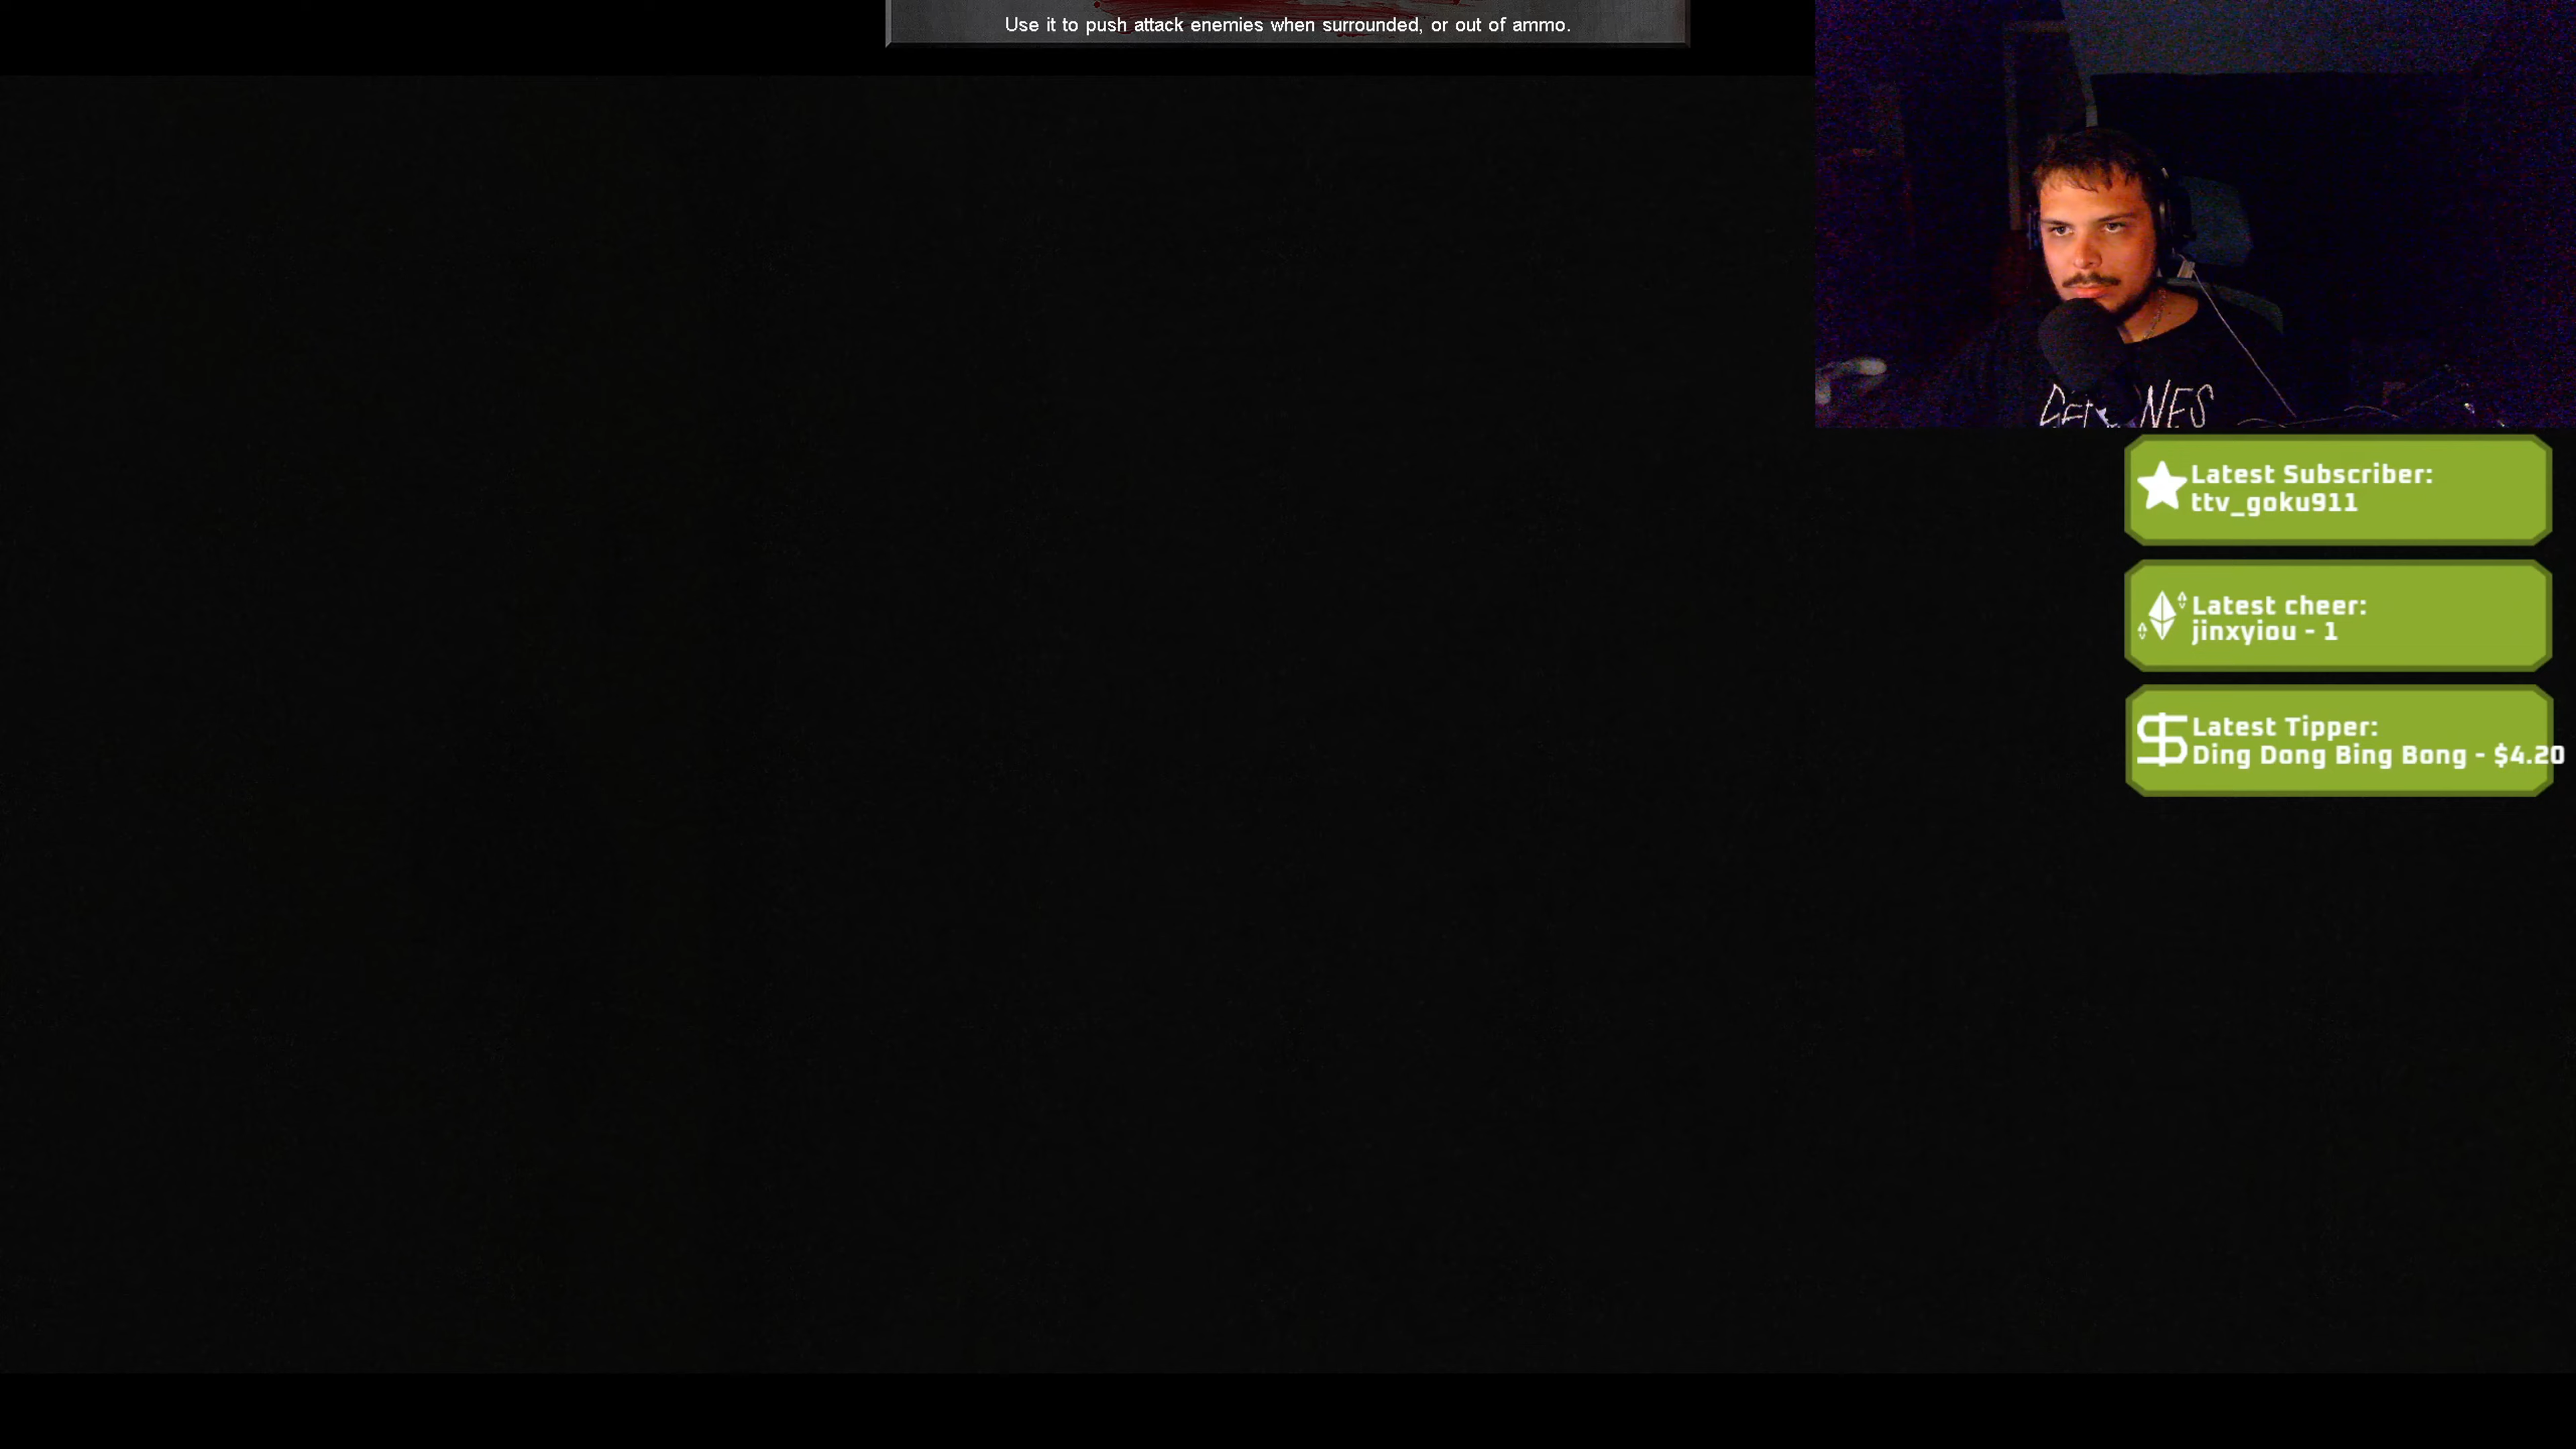 Use it to push attack enemies when surrounded, or out of ammo.
Latest Subscriber:
ttv_goku911
Latest cheer:
jinxyiou - 1
Latest Tipper:
Ding Dong Bing Bong - $4.20